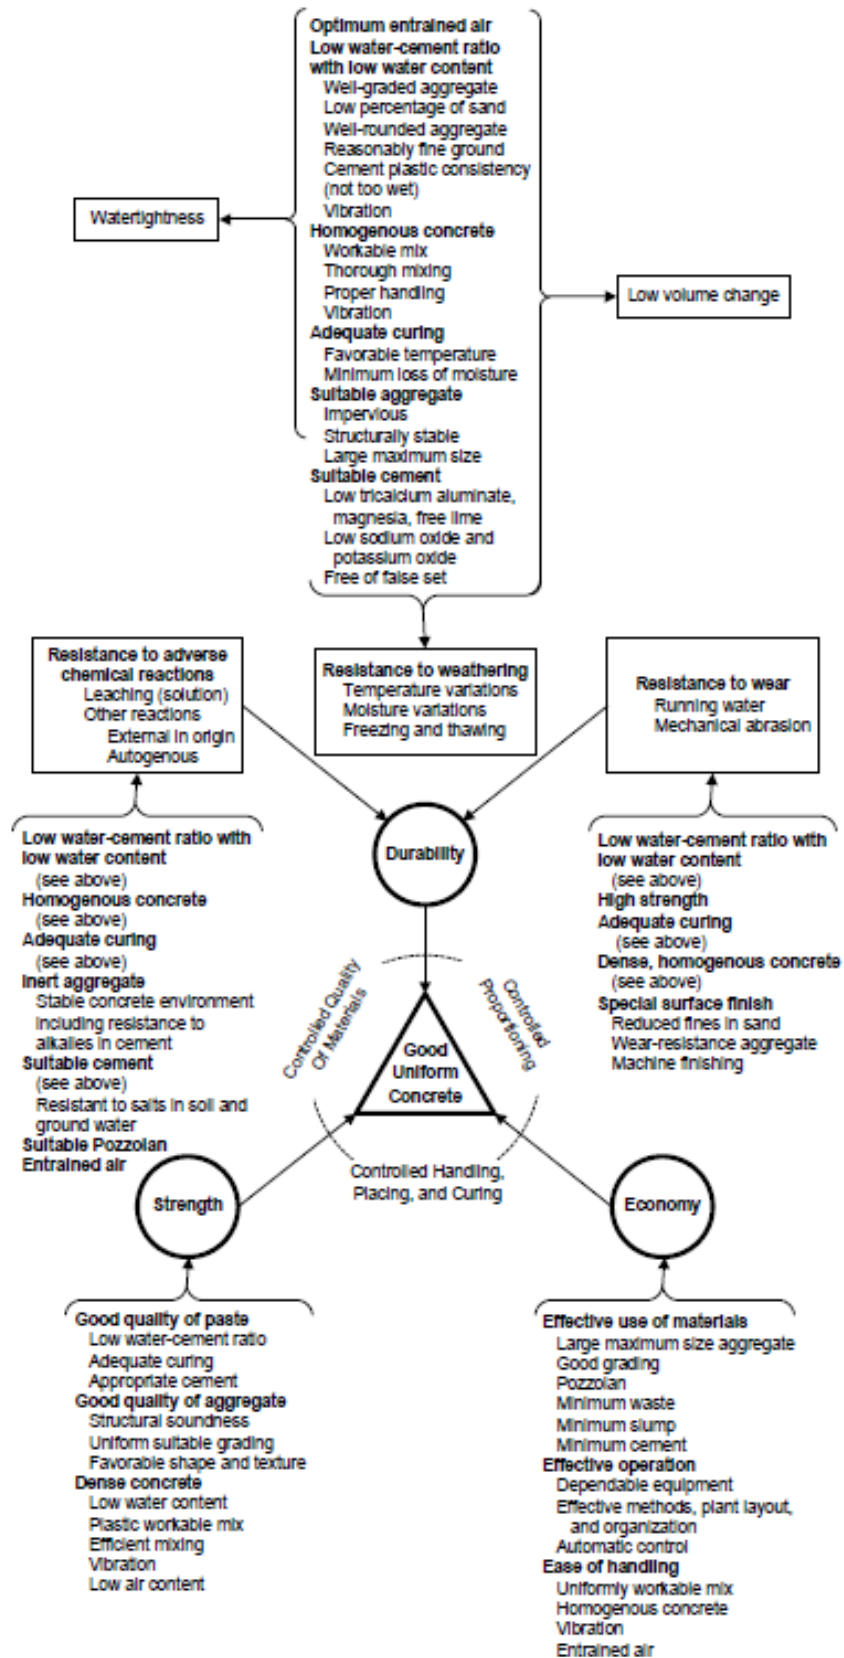 Optimum entrained air
Low water-cement ratio
with low water content
Well-graded aggregate
Low percentage of sand
Well-rounded aggregate
Reasonably fine ground
Cement plastic consistency
(not too wet)
Vibration
Homogenous concrete
Workable mix
Thorough mixing
Proper handling
Vibration
Adequate curing
Favorable temperature
Minimum loss of moisture
Suitable aggregate
Impervious
Structurally stable
Large maximum size
Suitable cement
Low tricalcium aluminate,
magnesia, free lime
Low sodium oxide and
potassium oxide
Free of false set
Watertightness
Low volume change
Resistance to adverse
chemical reactions
Leaching (solution)
Other reactions
External in origin
Autogenous
Resistance to weathering
Temperature variations
Moisture variations
Freezing and thawing
Resistance to wear
Running water
Mechanical abrasion
Low water-cement ratio with
low water content
(see above)
Homogenous concrete
(see above)
Adequate curing
(see above)
Inert aggregate
Stable concrete environment
including resistance to
alkalies in cement
Suitable cement
(see above)
Resistant to salts in soil and
ground water
Suitable Pozzolan
Entrained air
Durability
Low water-cement ratio with
low water content
(see above)
High strength
Adequate curing
(see above)
Dense, homogenous concrete
(see above)
Special surface finish
Reduced fines in sand
Wear-resistance aggregate
Machine finishing
Controlled Quality
Of Materials
Controlled
Proportioning
Good
Uniform
Concrete
Controlled Handling,
Placing, and Curing
Strength
Economy
Good quality of paste
Low water-cement ratio
Adequate curing
Appropriate cement
Good quality of aggregate
Structural soundness
Uniform suitable grading
Favorable shape and texture
Dense concrete
Low water content
Plastic workable mix
Efficient mixing
Vibration
Low air content
Effective use of materials
Large maximum size aggregate
Good grading
Pozzolan
Minimum waste
Minimum slump
Minimum cement
Effective operation
Dependable equipment
Effective methods, plant layout,
and organization
Automatic control
Ease of handling
Uniformly workable mix
Homogenous concrete
Vibration
Entrained air